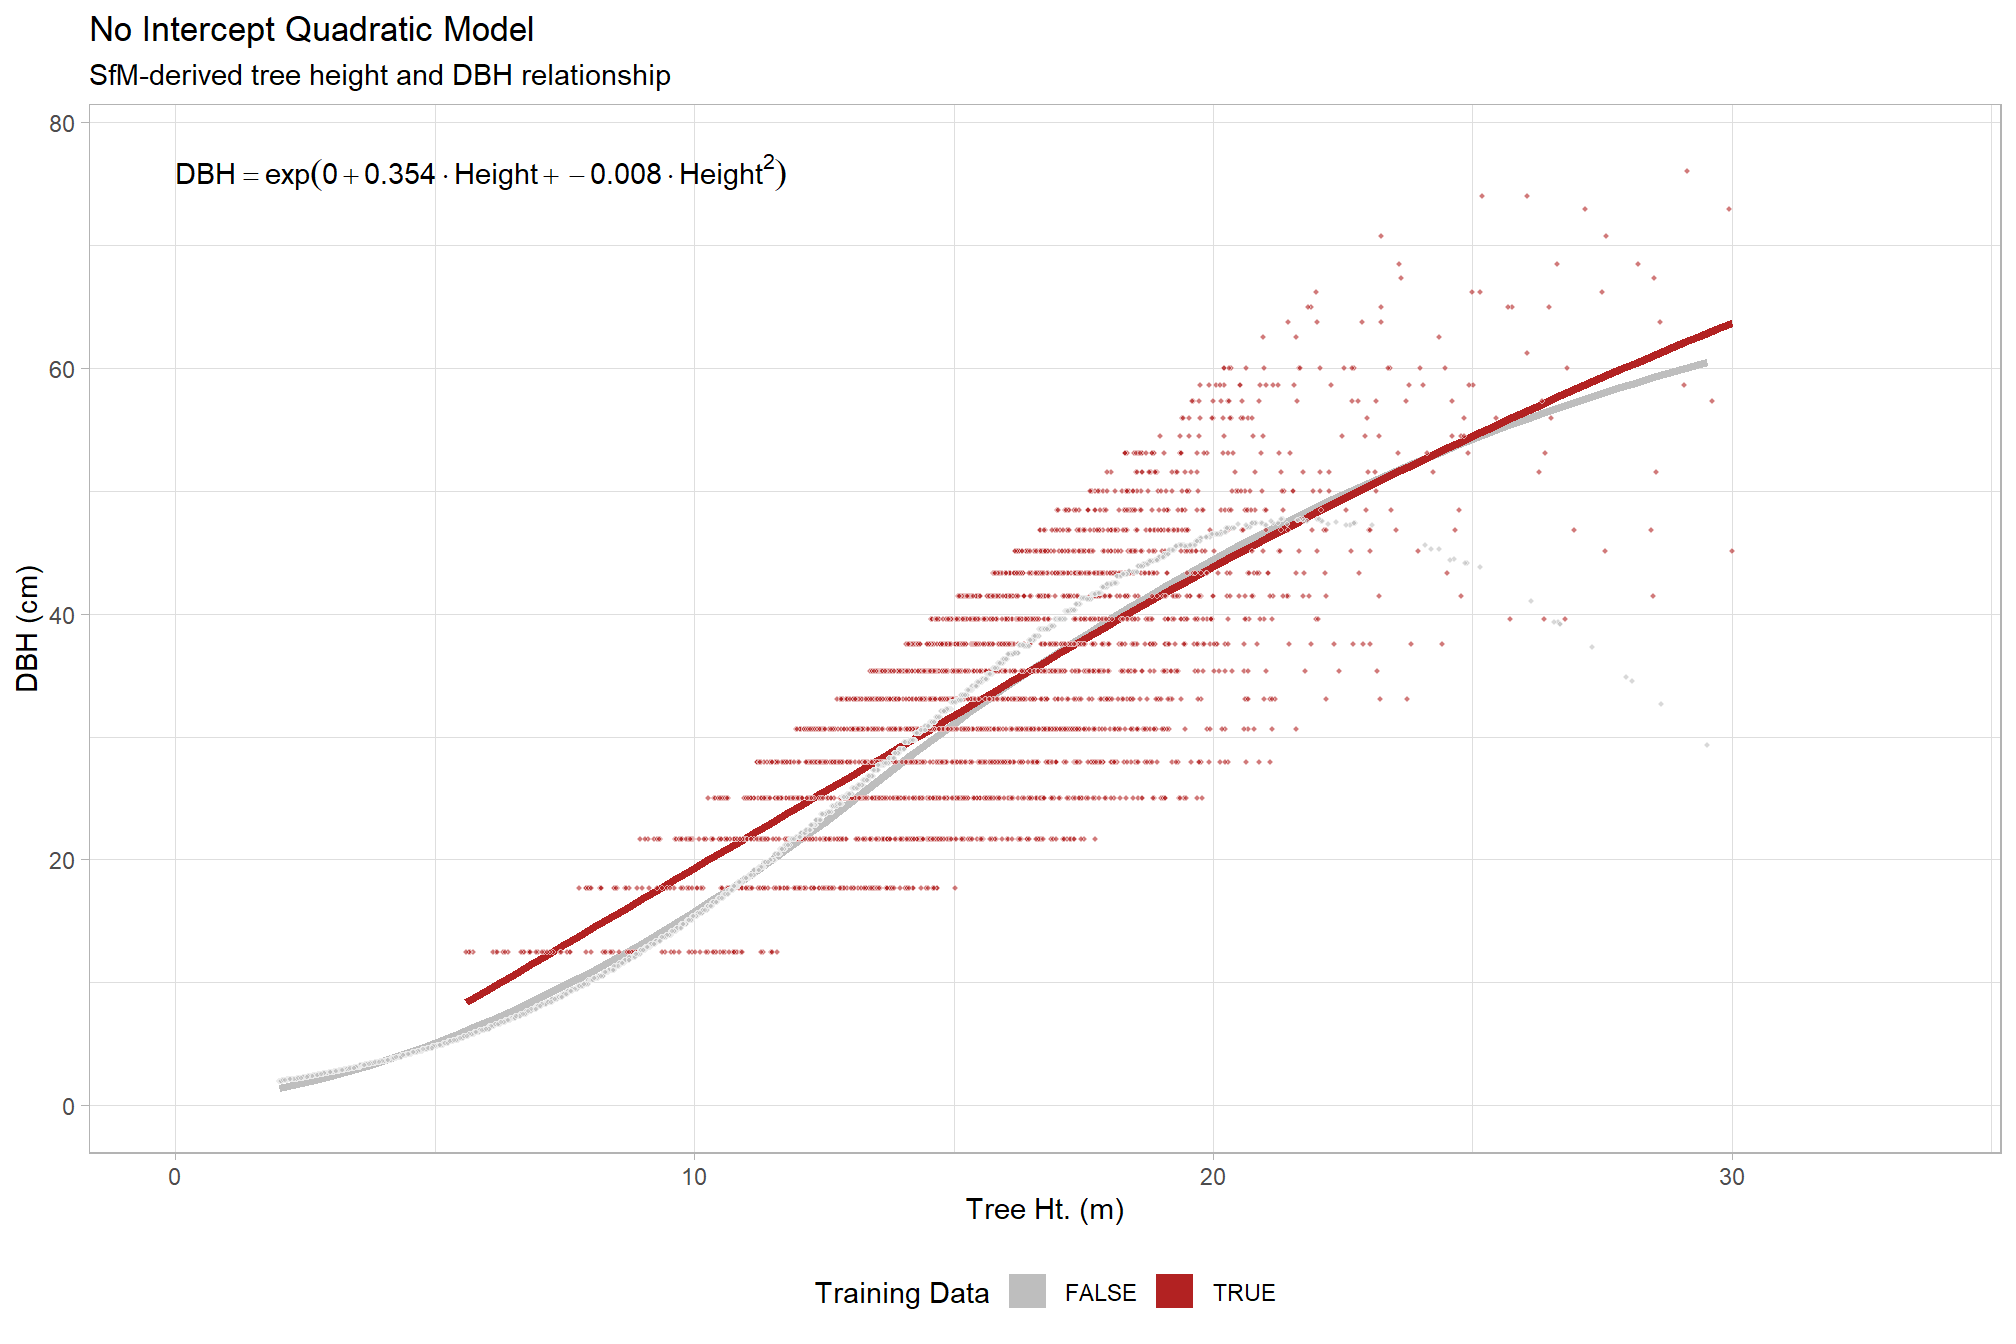 No Intercept Quadratic Model
SfM-derived tree height and DBH relationship
DBH = exp(0 + 0.354 · Height + − 0.008 · Height²)
80
60
40
20
0
DBH (cm)
0 10 20 30
Tree Ht. (m)
Training Data FALSE TRUE